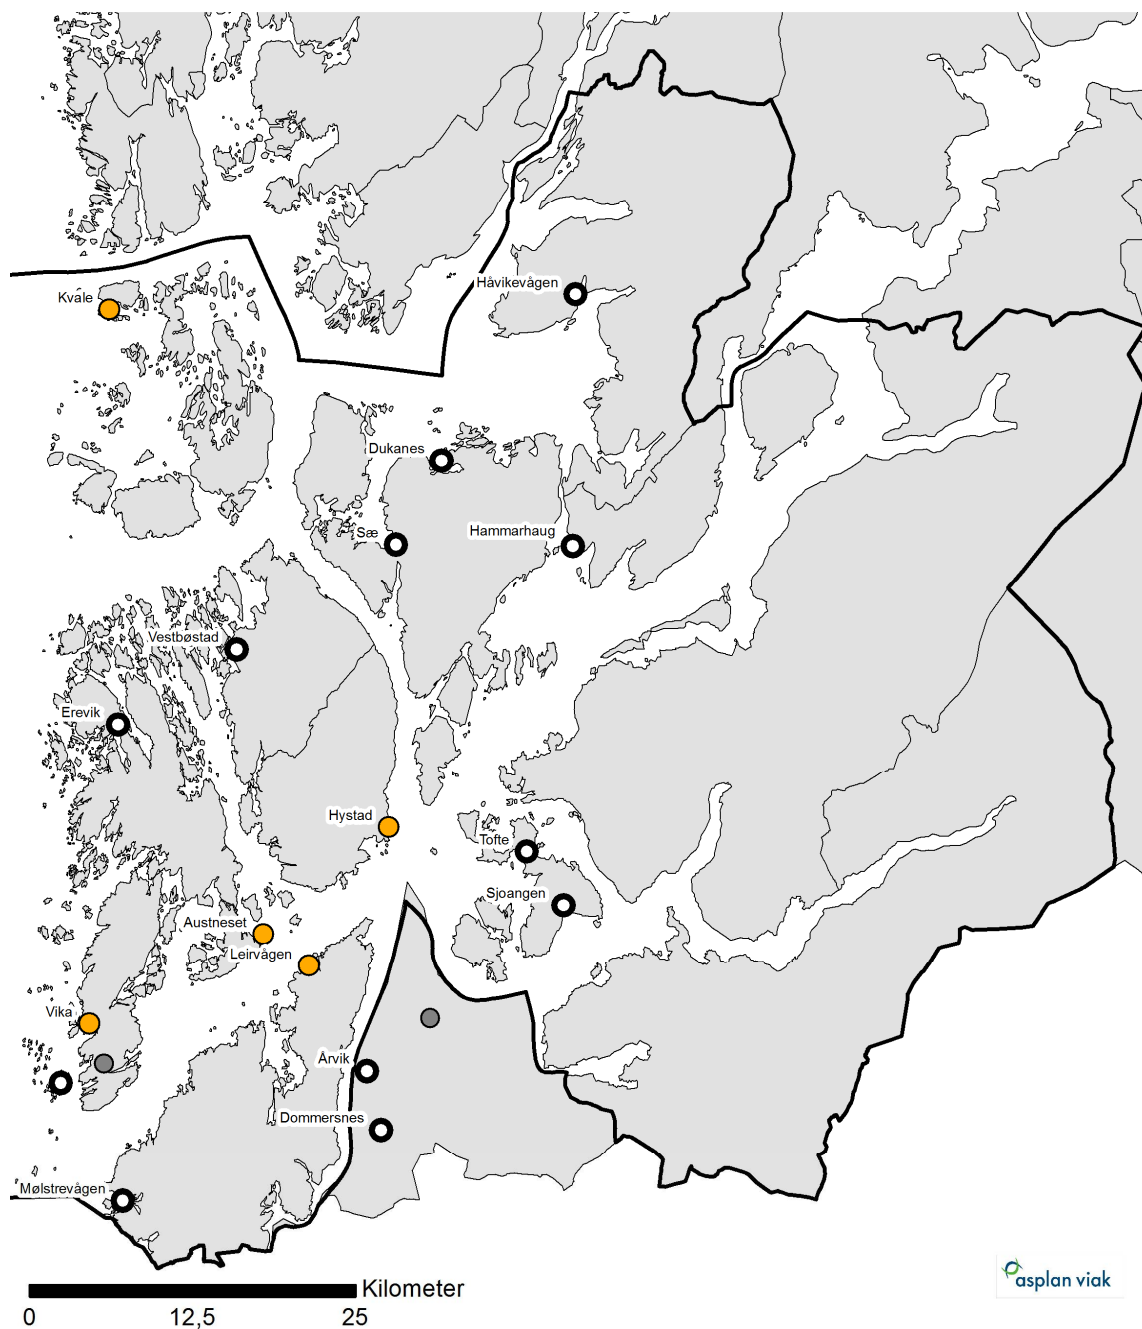 Håvikevågen
Kvale
Dukanes
Sæ
Hammarhaug
Vestbøstad
Erevik
Hystad
Tofte
Sjoangen
Austneset
Leirvågen
Vika
Årvik
Dommersnes
Mølstrevågen
Kilometer
0 12,5 25
asplan viak